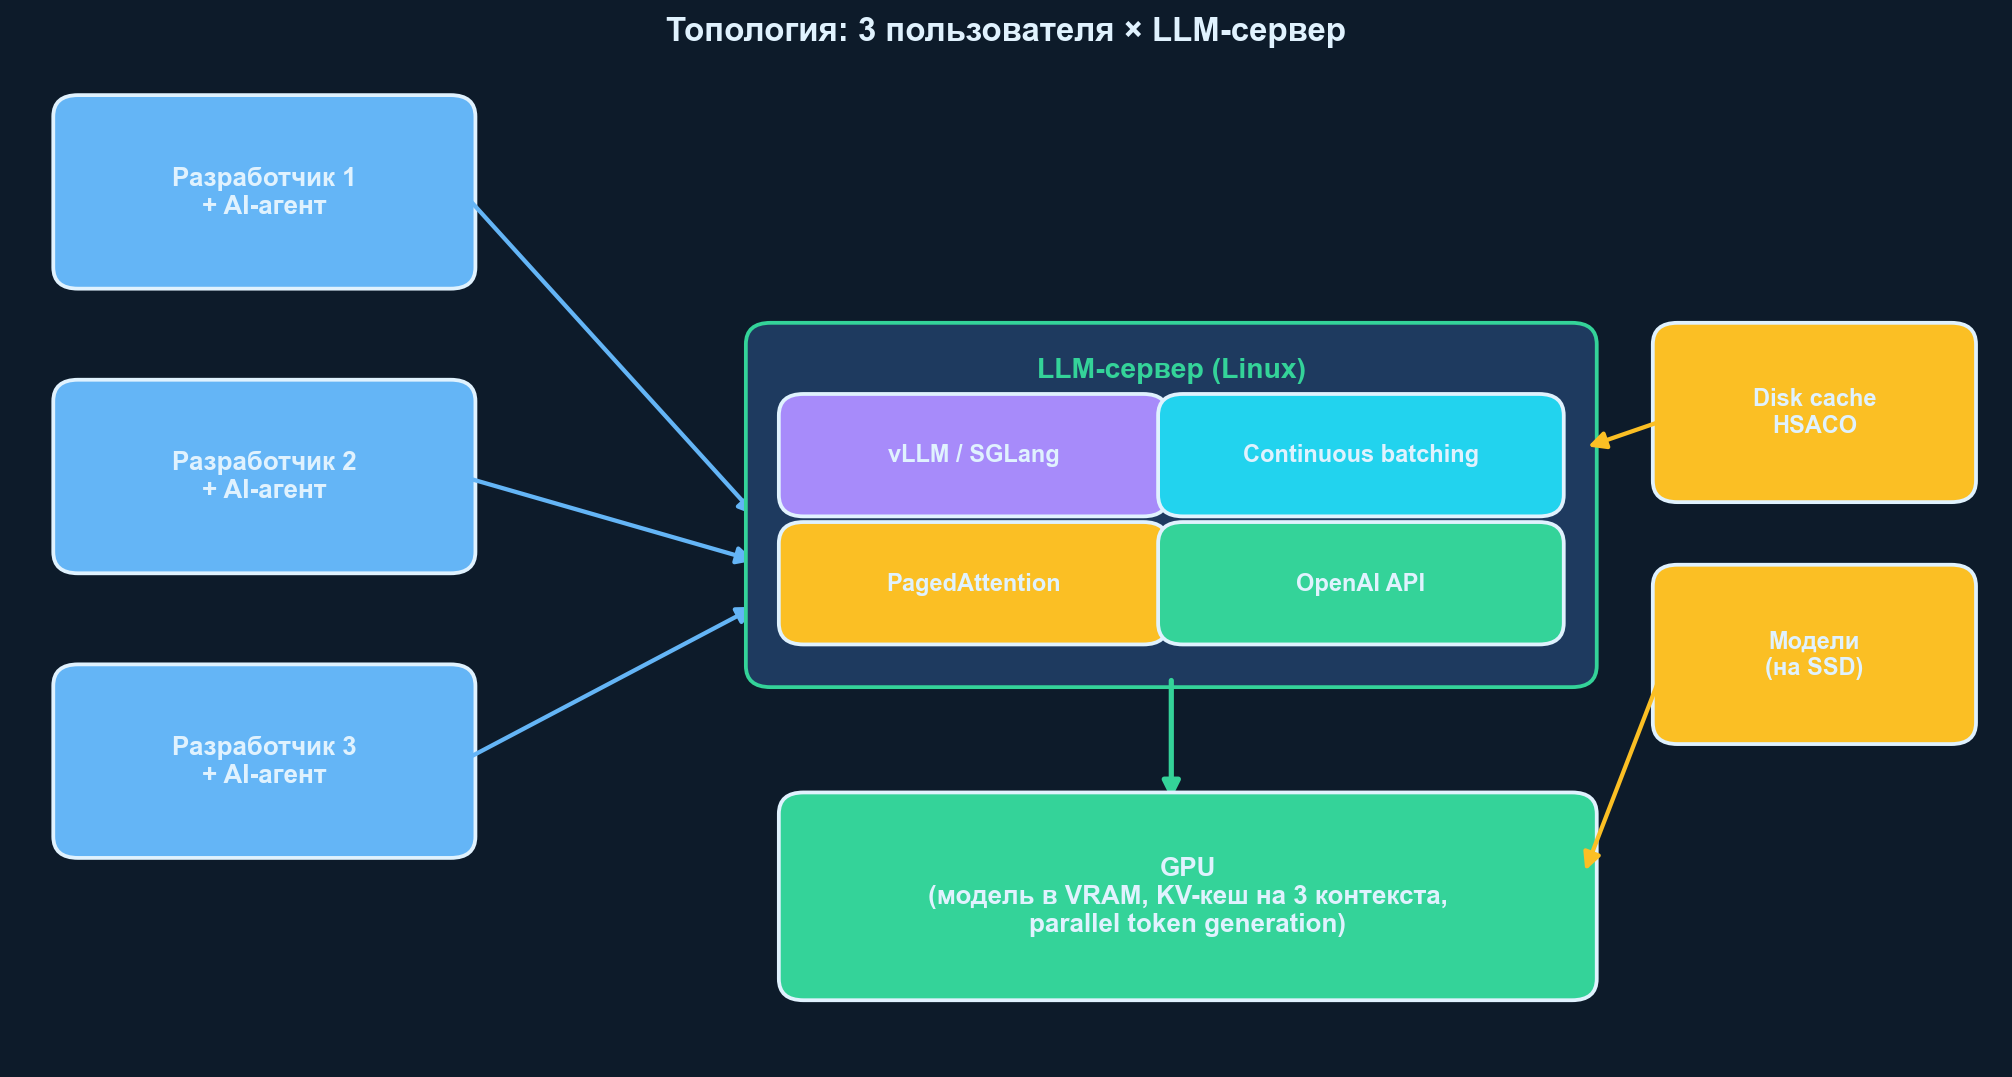 Топология: 3 пользователя × LLM-сервер
Разработчик 1
+ AI-агент
Разработчик 2
+ AI-агент
Разработчик 3
+ AI-агент
LLM-сервер (Linux)
vLLM / SGLang
Continuous batching
PagedAttention
OpenAI API
Disk cache
HSACO
Модели
(на SSD)
GPU
(модель в VRAM, KV-кеш на 3 контекста,
parallel token generation)